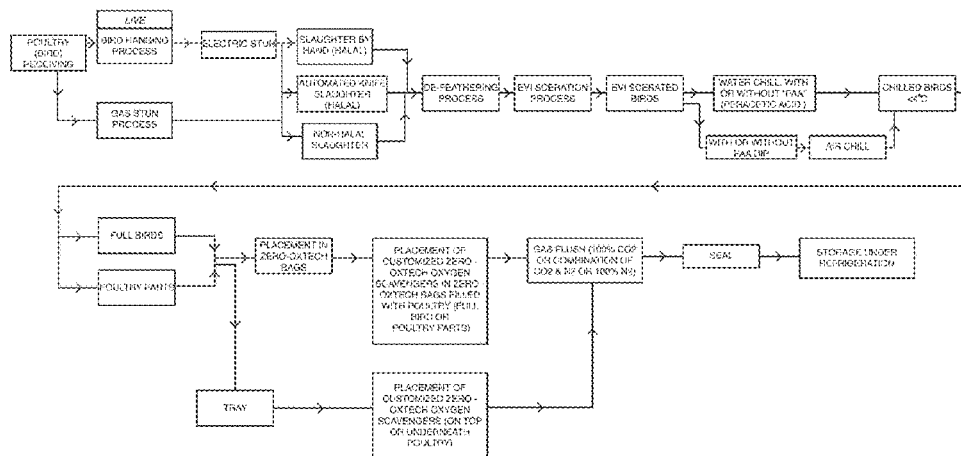 POULTRY
(BIRD)
RECEIVING
LIVE
BIRD HANGING
PROCESS
ELECTRIC STUN
SLAUGHTER BY
HAND (HALAL)
AUTOMATED KNIFE
SLAUGHTER
(HALAL)
NON-HALAL
SLAUGHTER
GAS STUN
PROCESS
DE-FEATHERING
PROCESS
EVISCERATION
PROCESS
EVISCERATED
BIRDS
WATER CHILL, WITH
OR WITHOUT "PAA"
(PERACETIC ACID)
WITH OR WITHOUT
PAA DIP
AIR CHILL
CHILLED BIRDS
FULL BIRDS
POULTRY PARTS
PLACEMENT IN
ZERO-OXTECH
BAGS
PLACEMENT OF
CUSTOMIZED ZERO-
OXTECH OXYGEN
SCAVENGERS IN ZERO
OXTECH BAGS FILLED
WITH POULTRY (FULL
BIRD OR
POULTRY PARTS)
GAS FLUSH (100% CO2
OR COMBINATION OF
CO2 & N2 OR 100% N2)
SEAL
STORAGE UNDER
REFRIGERATION
TRAY
PLACEMENT OF
CUSTOMIZED ZERO-
OXTECH OXYGEN
SCAVENGERS (ON TOP
OR UNDERNEATH
POULTRY)